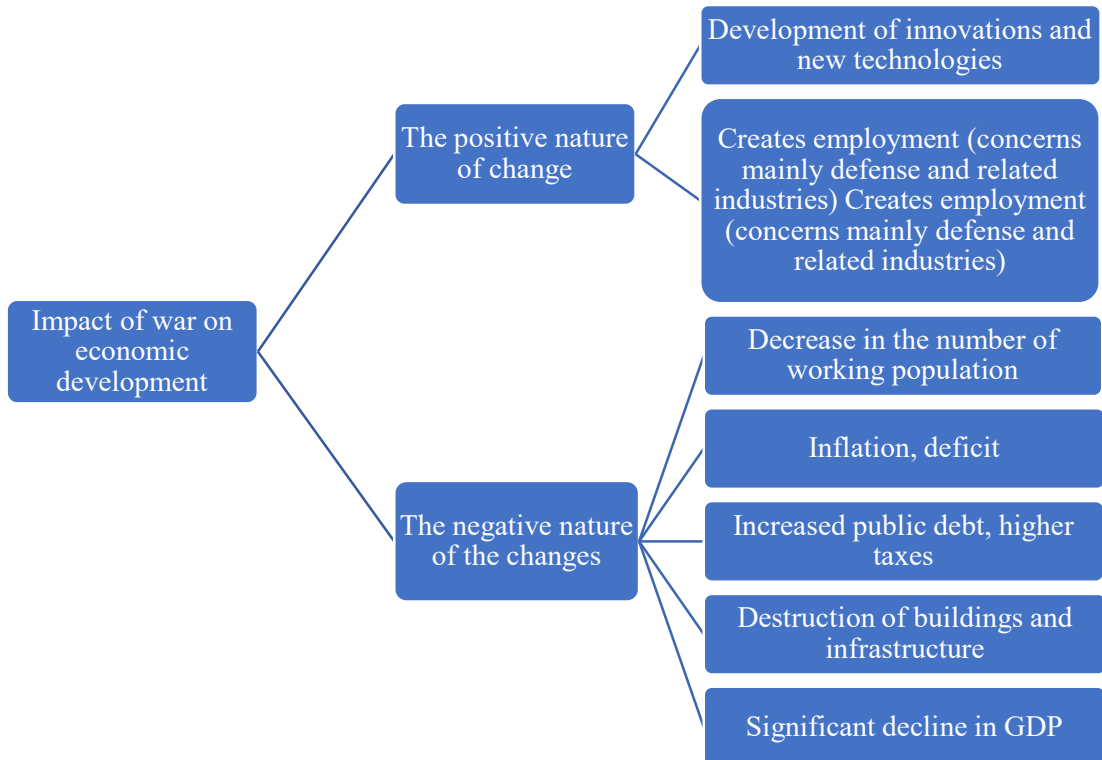 Impact of war on
economic
development
The positive nature
of change
Development of innovations and
new technologies
Creates employment (concerns
mainly defense and related
industries) Creates employment
(concerns mainly defense and
related industries)
The negative nature
of the changes
Decrease in the number of
working population
Inflation, deficit
Increased public debt, higher
taxes
Destruction of buildings and
infrastructure
Significant decline in GDP